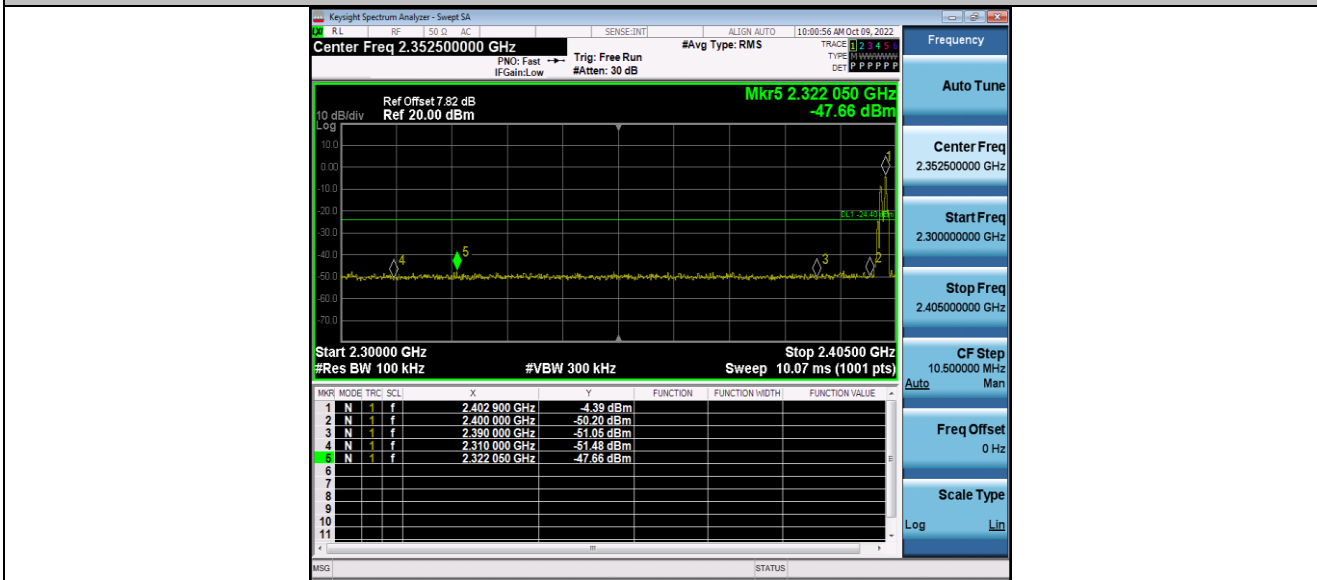 Keysight Spectrum Analyzer - Swept SA
RL RF 50 Ω AC SENSE:INT ALIGN AUTO 10:00:56 AM Oct 09, 2022
Center Freq 2.352500000 GHz
PNO: Fast
IFGain:Low
Trig: Free Run
#Atten: 30 dB
#Avg Type: RMS
TRACE 1 2 3 4 5 6
TYPE M WWWWW
DET P P P P P P
Mkr5 2.322 050 GHz
-47.66 dBm
Ref Offset 7.82 dB
10 dB/div Ref 20.00 dBm
Log
10.0
0.00
-10.0
-20.0
-30.0
-40.0
-50.0
-60.0
-70.0
DL1 -24.40 dBm
1
2
3
4
5
Start 2.30000 GHz Stop 2.40500 GHz
#Res BW 100 kHz #VBW 300 kHz Sweep 10.07 ms (1001 pts)
MKR MODE TRC SCL X Y FUNCTION FUNCTION WIDTH FUNCTION VALUE
1 N 1 f 2.402 900 GHz -4.39 dBm
2 N 1 f 2.400 000 GHz -50.20 dBm
3 N 1 f 2.390 000 GHz -51.05 dBm
4 N 1 f 2.310 000 GHz -51.48 dBm
5 N 1 f 2.322 050 GHz -47.66 dBm
6
7
8
9
10
11
MSG STATUS
Frequency
Auto Tune
Center Freq
2.352500000 GHz
Start Freq
2.300000000 GHz
Stop Freq
2.405000000 GHz
CF Step
10.500000 MHz
Auto Man
Freq Offset
0 Hz
Scale Type
Log Lin